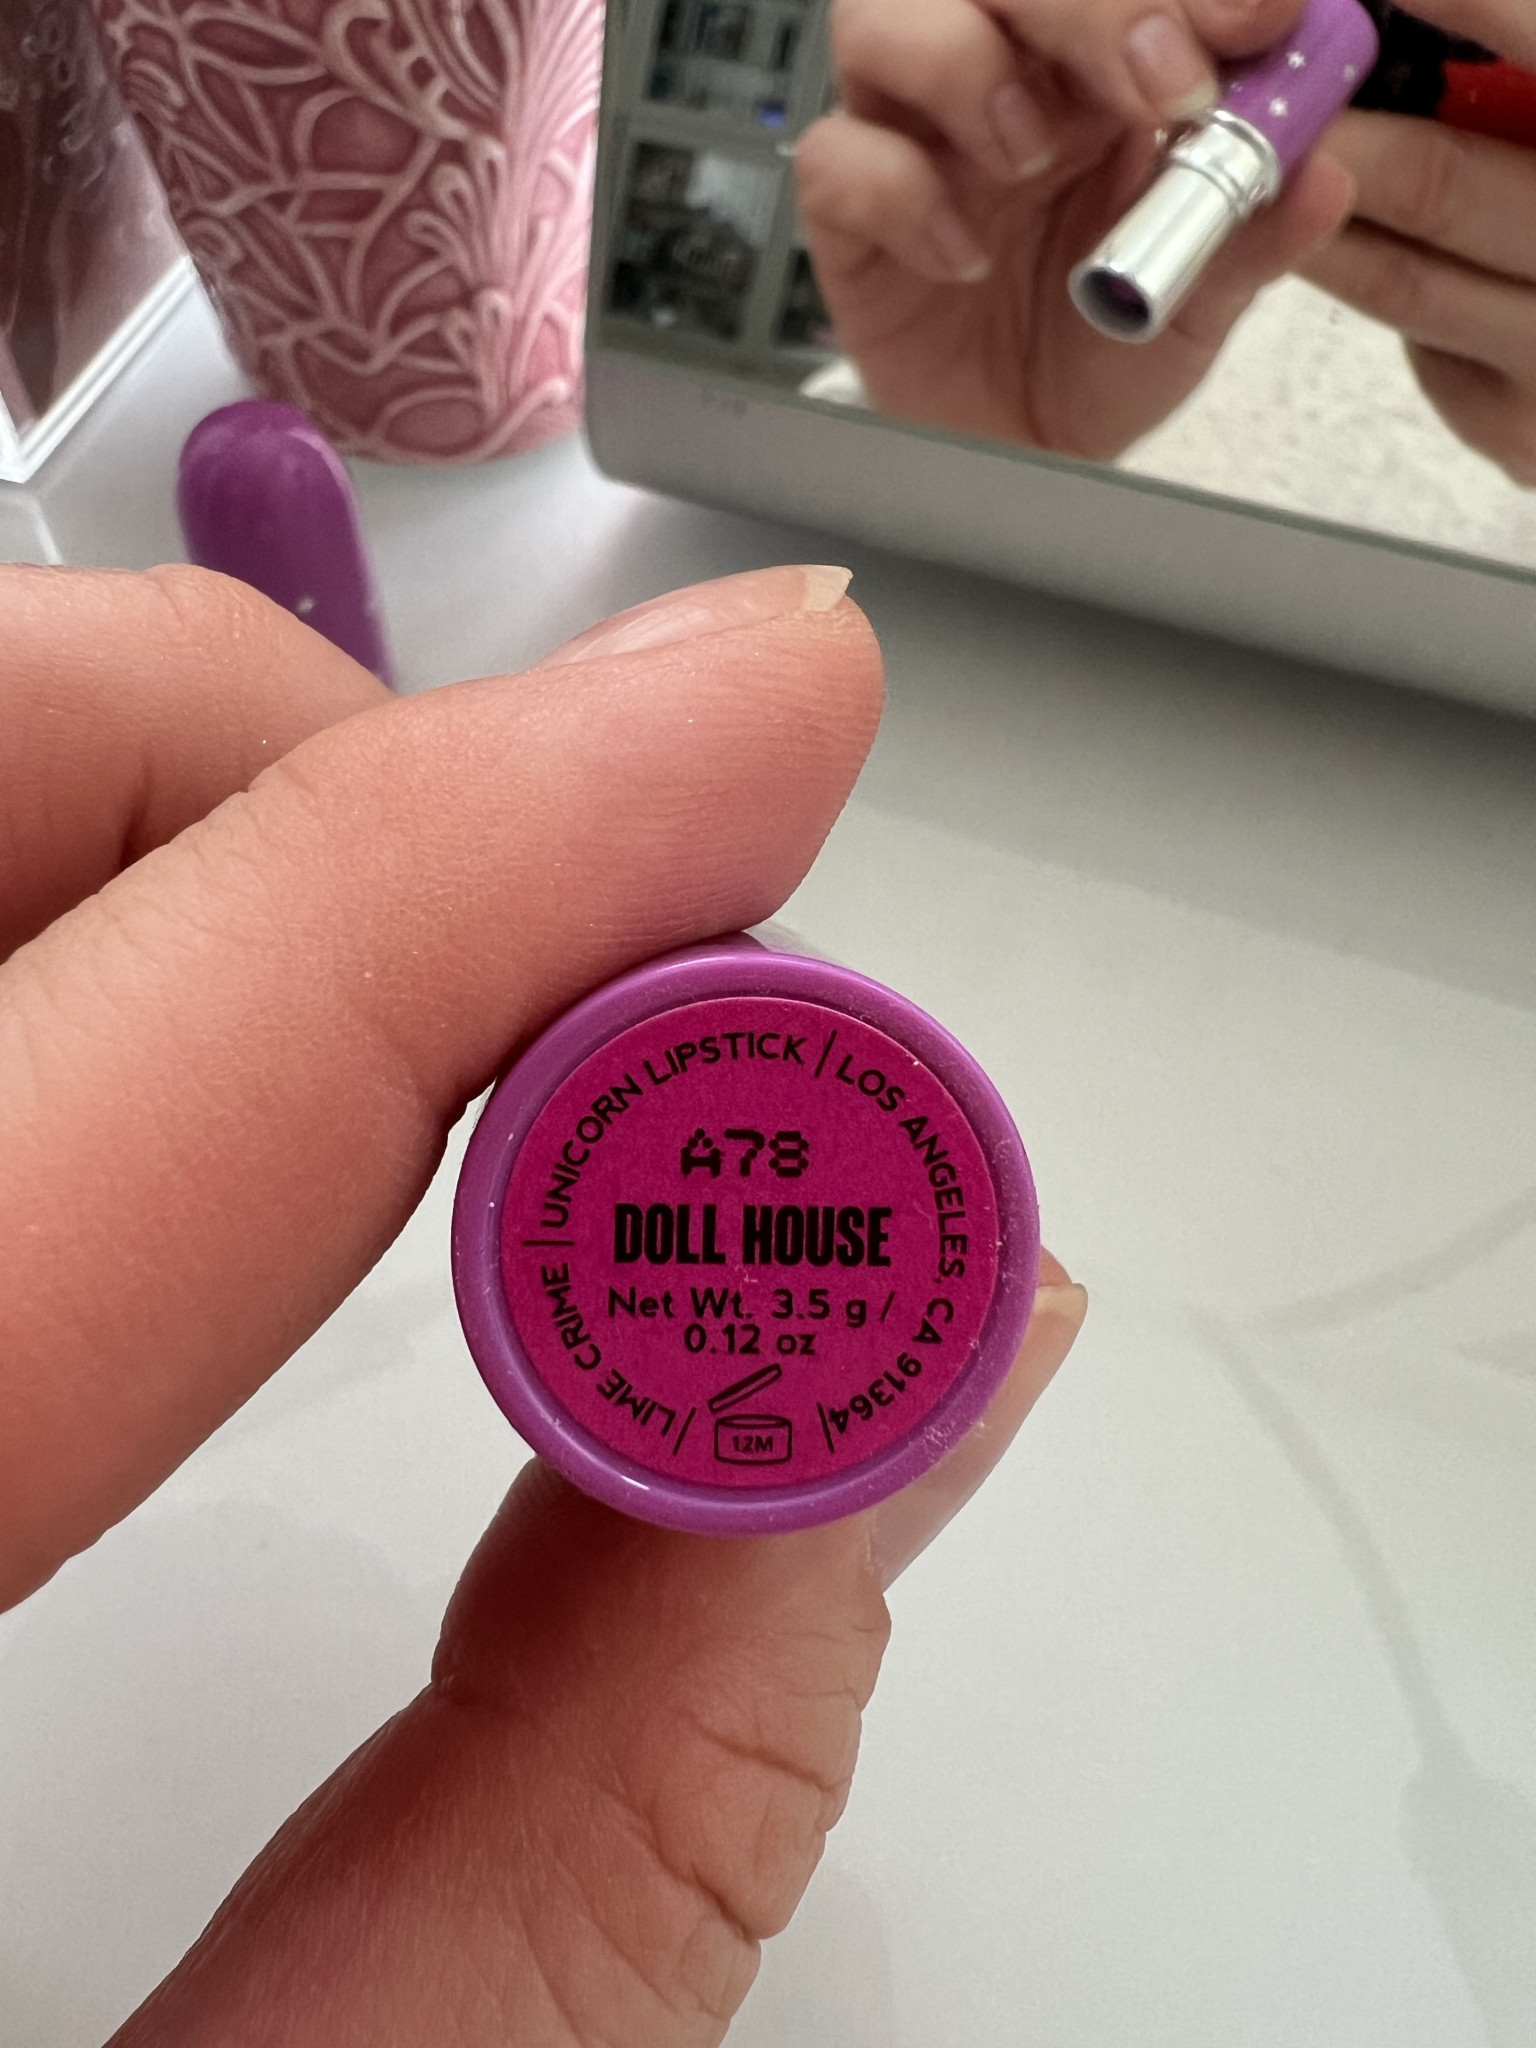 LIME CRIME | UNICORN LIPSTICK | LOS ANGELES, CA 91364 |
A78
DOLL HOUSE
Net Wt. 3.5 g /
0.12 oz
12M